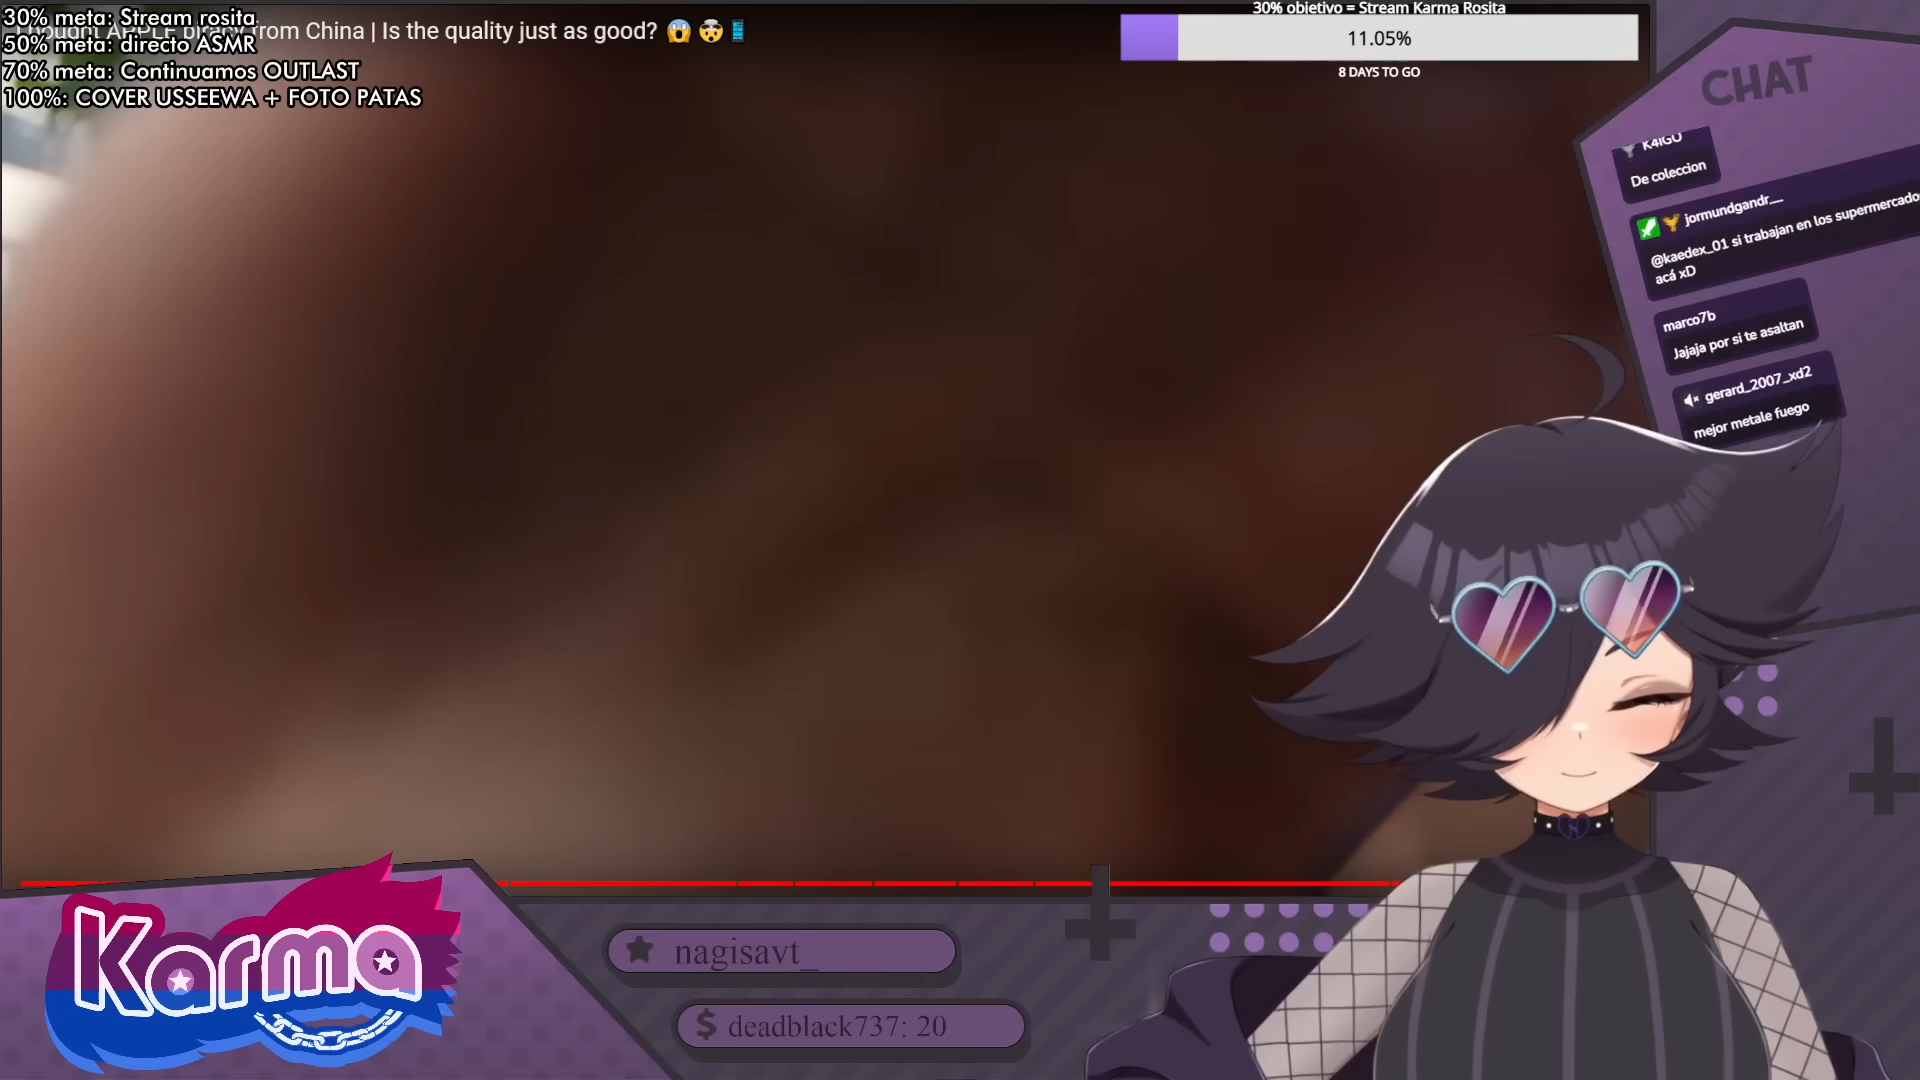 30% meta: Stream rosita
50% meta: directo ASMR
70% meta: Continuamos OUTLAST
100%: COVER USSEEWA + FOTO PATAS
from China | Is the quality just as good? 😱 🤯 📱
30% objetivo = Stream Karma Rosita
11.05%
8 DAYS TO GO
CHAT
K4IGO
De coleccion
jormundgandr__
@kaedex_01 si trabajan en los supermercados
acá xD
marco7b
Jajaja por si te asaltan
gerard_2007_xd2
mejor metale fuego
Karma
nagisavt_
$ deadblack737: 20